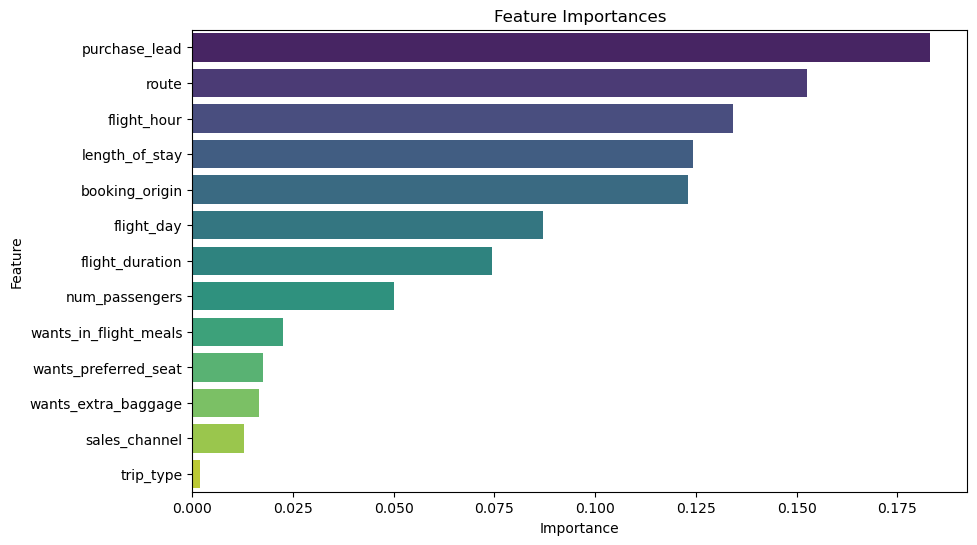 Feature Importances
purchase_lead
route
flight_hour
length_of_stay
booking_origin
flight_day
flight_duration
num_passengers
wants_in_flight_meals
wants_preferred_seat
wants_extra_baggage
sales_channel
trip_type
Feature
0.000 0.025 0.050 0.075 0.100 0.125 0.150 0.175
Importance